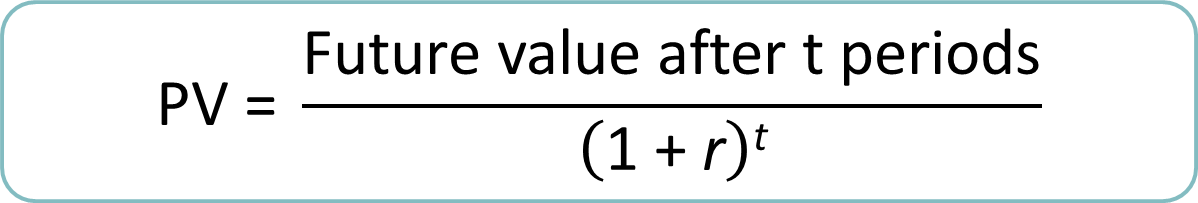 Future value after t periods
PV =
(1 + r)^t